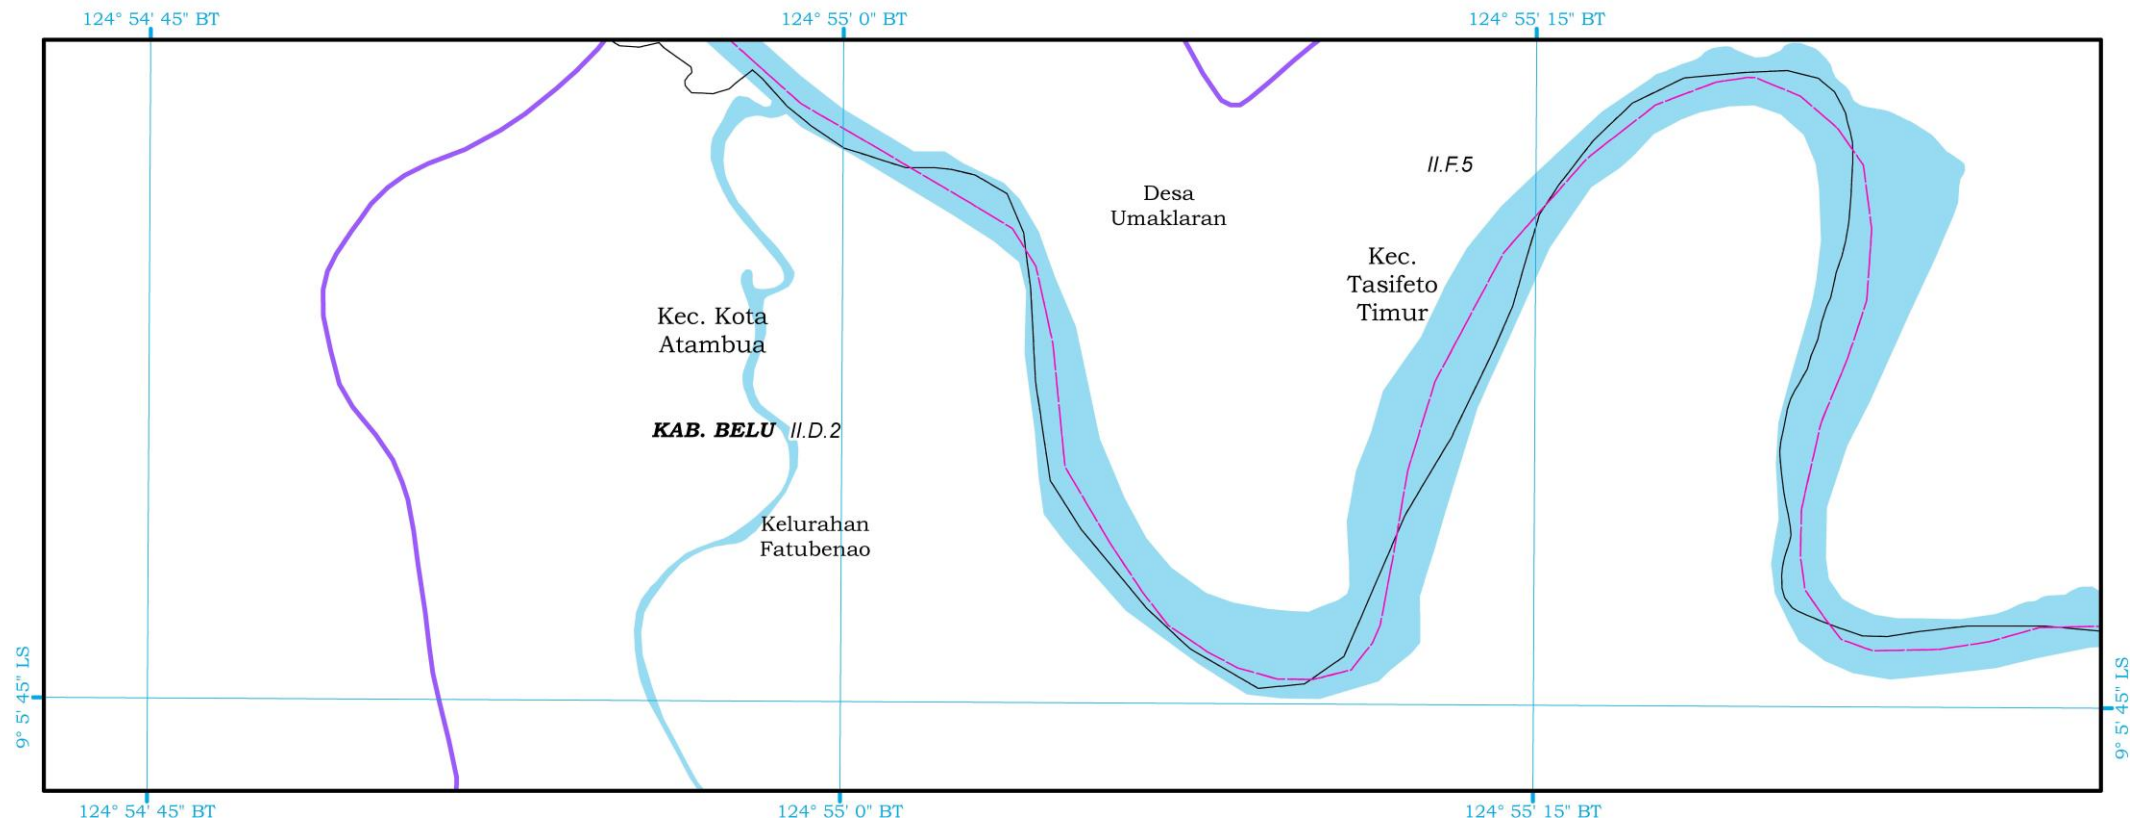 124° 54' 45" BT
124° 55' 0" BT
124° 55' 15" BT
II.F.5
Desa
Umaklaran
Kec.
Tasifeto
Timur
Kec. Kota
Atambua
KAB. BELU II.D.2
Kelurahan
Fatubenao
9° 5' 45" LS
9° 5' 45" LS
124° 54' 45" BT
124° 55' 0" BT
124° 55' 15" BT